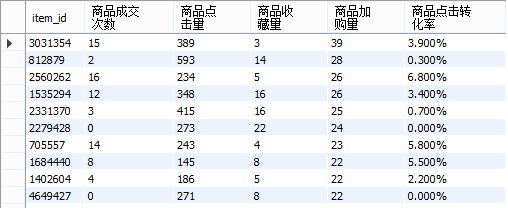 item_id 商品成交次数 商品点击量 商品收藏量 商品加购量 商品点击转化率
3031354 15 389 3 39 3.900%
812879 2 593 14 28 0.300%
2560262 16 234 5 26 6.800%
1535294 12 348 16 26 3.400%
2331370 3 415 16 25 0.700%
2279428 0 273 22 24 0.000%
705557 14 243 4 23 5.800%
1684440 8 145 8 22 5.500%
1402604 4 186 5 22 2.200%
4649427 0 271 8 22 0.000%